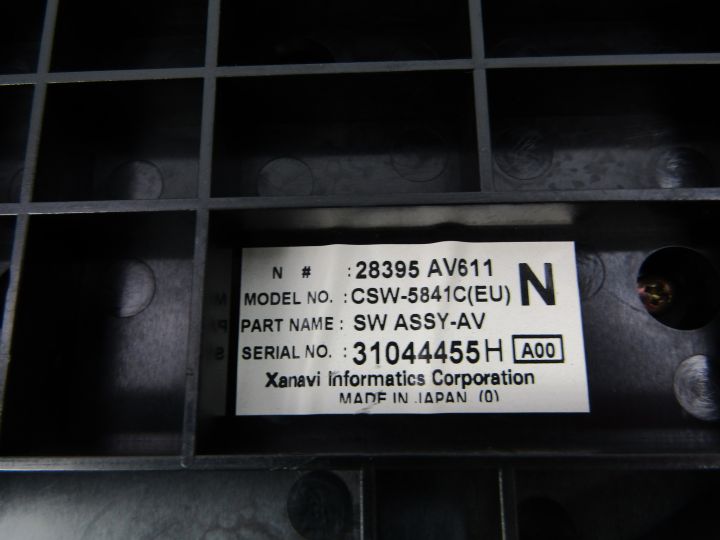 N # : 28395 AV611 N
MODEL NO. : CSW-5841C(EU)
PART NAME : SW ASSY-AV
SERIAL NO. : 31044455H A00
Xanavi Informatics Corporation
MADE IN JAPAN (0)